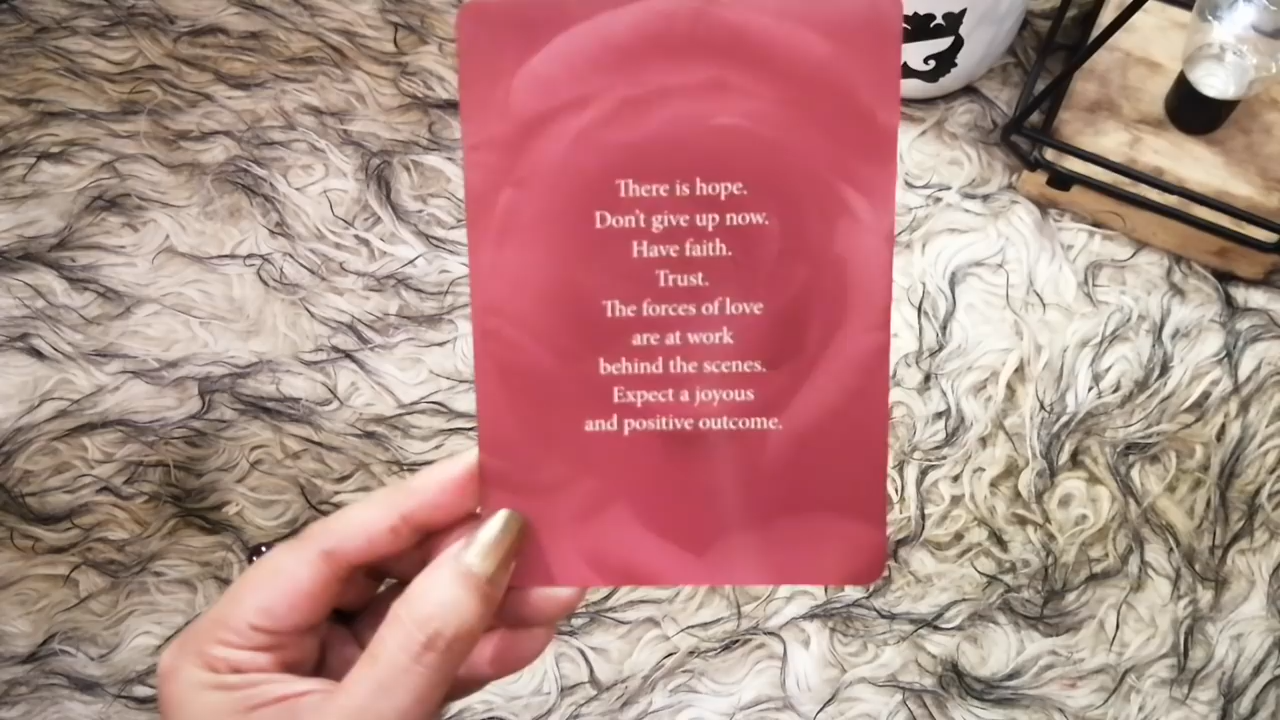 There is hope.
Don't give up now.
Have faith.
Trust.
The forces of love
are at work
behind the scenes.
Expect a joyous
and positive outcome.